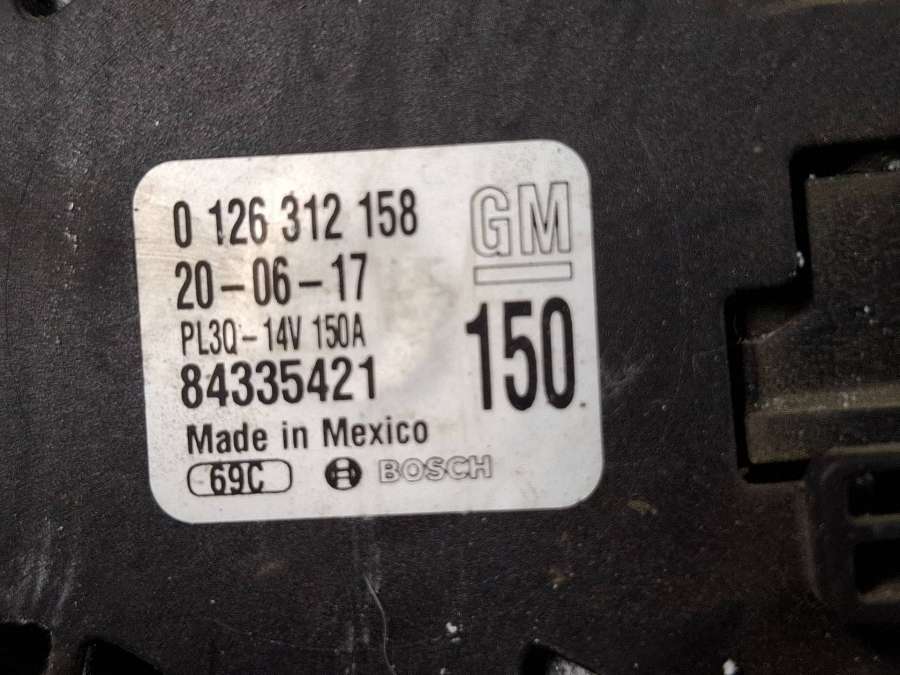 0 126 312 158
GM
20-06-17
PL3Q-14V 150A
150
84335421
Made in Mexico
69C BOSCH